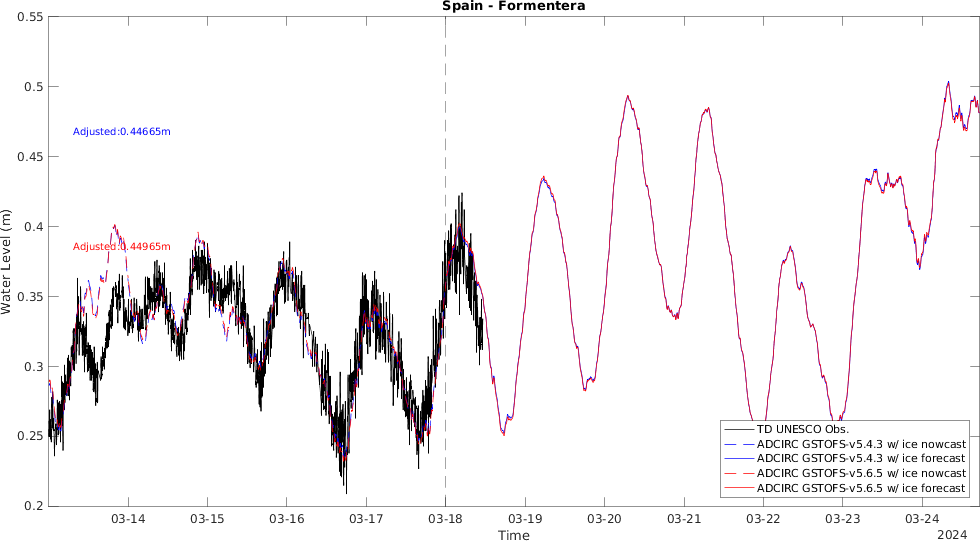 Spain - Formentera
0.55
0.5
0.45
0.4
0.35
0.3
0.25
0.2
Water Level (m)
Adjusted:0.44665m
Adjusted:0.44965m
TD UNESCO Obs.
ADCIRC GSTOFS-v5.4.3 w/ ice nowcast
ADCIRC GSTOFS-v5.4.3 w/ ice forecast
ADCIRC GSTOFS-v5.6.5 w/ ice nowcast
ADCIRC GSTOFS-v5.6.5 w/ ice forecast
03-14 03-15 03-16 03-17 03-18 03-19 03-20 03-21 03-22 03-23 03-24
Time
2024